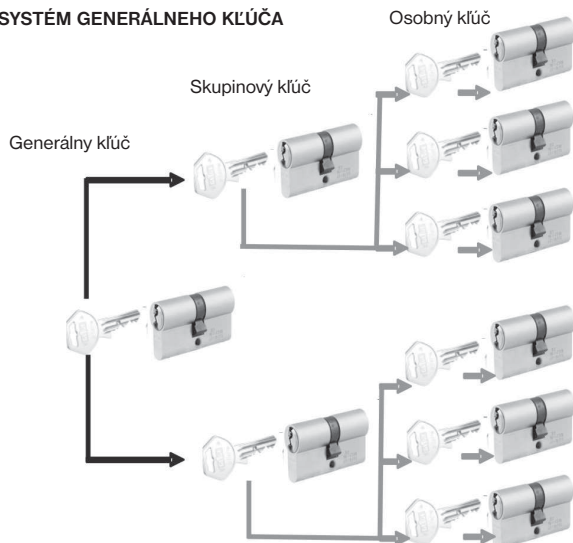 SYSTÉM GENERÁLNEHO KĽÚČA
Osobný kľúč
Skupinový kľúč
Generálny kľúč